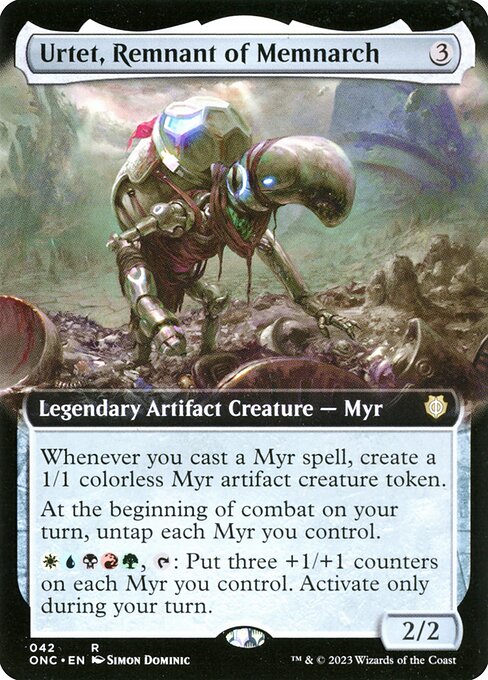 Urtet, Remnant of Memnarch 3
Legendary Artifact Creature — Myr
Whenever you cast a Myr spell, create a
1/1 colorless Myr artifact creature token.
At the beginning of combat on your
turn, untap each Myr you control.
, : Put three +1/+1 counters
on each Myr you control. Activate only
during your turn.
2/2
042 R
ONC • EN Simon Dominic
™ & © 2023 Wizards of the Coast